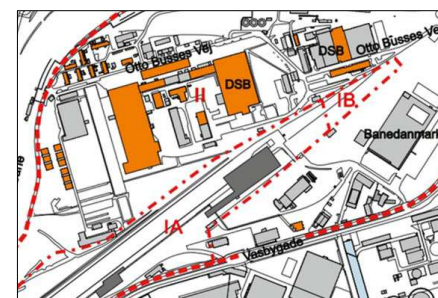 Otto Busses Vej
DSB
Otto Busses Vej
DSB
II
IB
Banedanmark
IA
Vasbygade